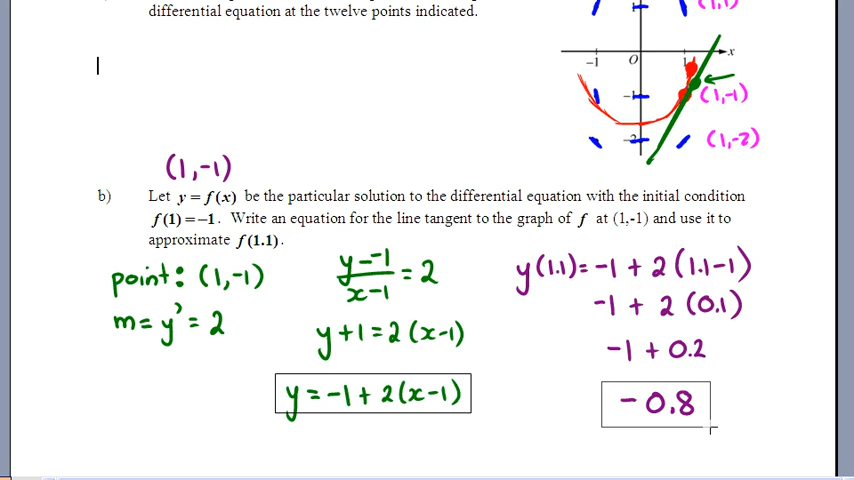 differential equation at the twelve points indicated.
(1,1)
1
-1 O 1 x
-1 (1,-1)
-2 (1,-2)
(1,-1)
b) Let y = f(x) be the particular solution to the differential equation with the initial condition
f(1) = -1. Write an equation for the line tangent to the graph of f at (1,-1) and use it to
approximate f(1.1).
point: (1,-1)
m= y' = 2
y - -1
x - 1
= 2
y+1 = 2(x-1)
y = -1 + 2(x-1)
y(1.1) = -1 + 2(1.1-1)
-1 + 2(0.1)
-1 + 0.2
-0.8